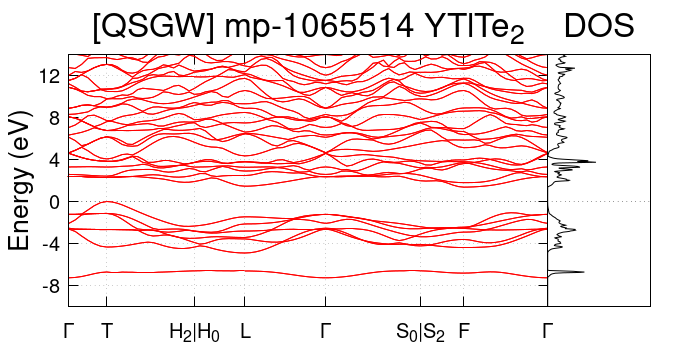 [QSGW] mp-1065514 YTlTe₂ DOS
Energy (eV)
12
8
4
0
-4
-8
Γ T H₂|H₀ L Γ S₀|S₂ F Γ